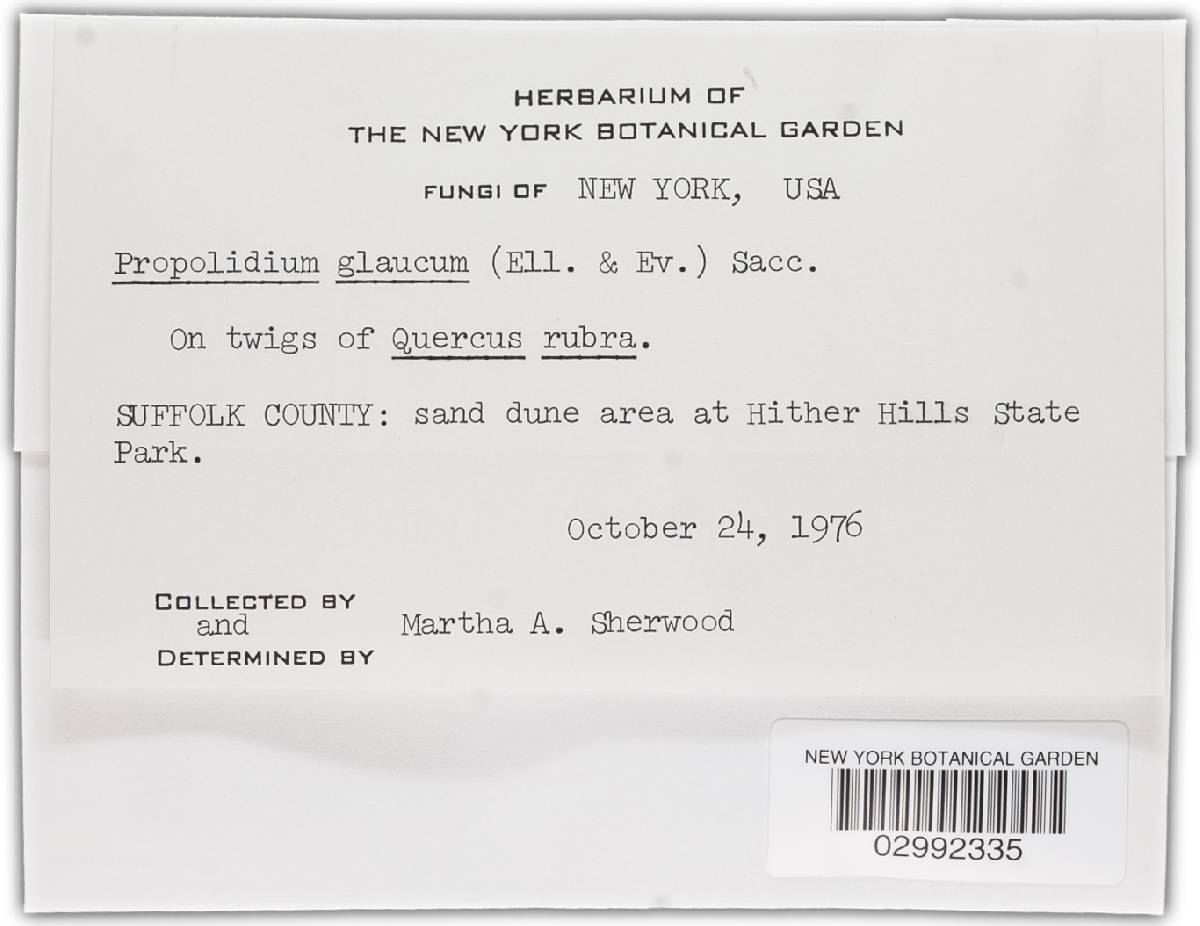 HERBARIUM OF
THE NEW YORK BOTANICAL GARDEN
FUNGI OF NEW YORK, USA
Propolidium glaucum (Ell. & Ev.) Sacc.
On twigs of Quercus rubra.
SUFFOLK COUNTY: sand dune area at Hither Hills State
Park.
October 24, 1976
COLLECTED BY
and Martha A. Sherwood
DETERMINED BY
NEW YORK BOTANICAL GARDEN
02992335